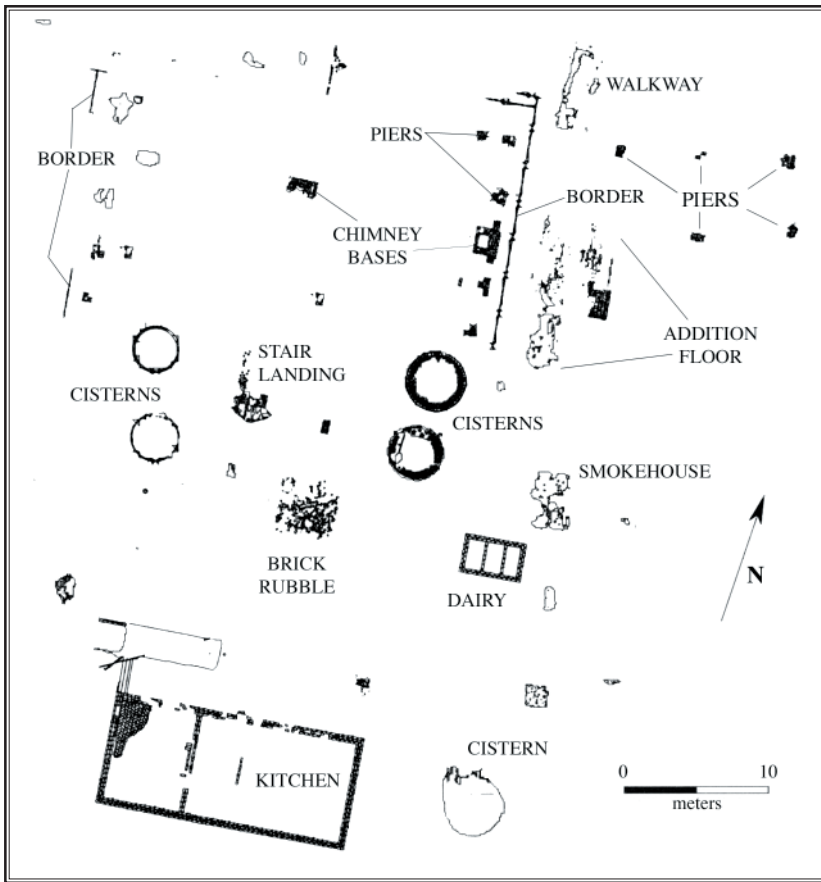 WALKWAY
PIERS
BORDER
BORDER
PIERS
CHIMNEY
BASES
ADDITION
FLOOR
STAIR
LANDING
CISTERNS
CISTERNS
SMOKEHOUSE
N
BRICK
RUBBLE
DAIRY
CISTERN
KITCHEN
0 10
meters